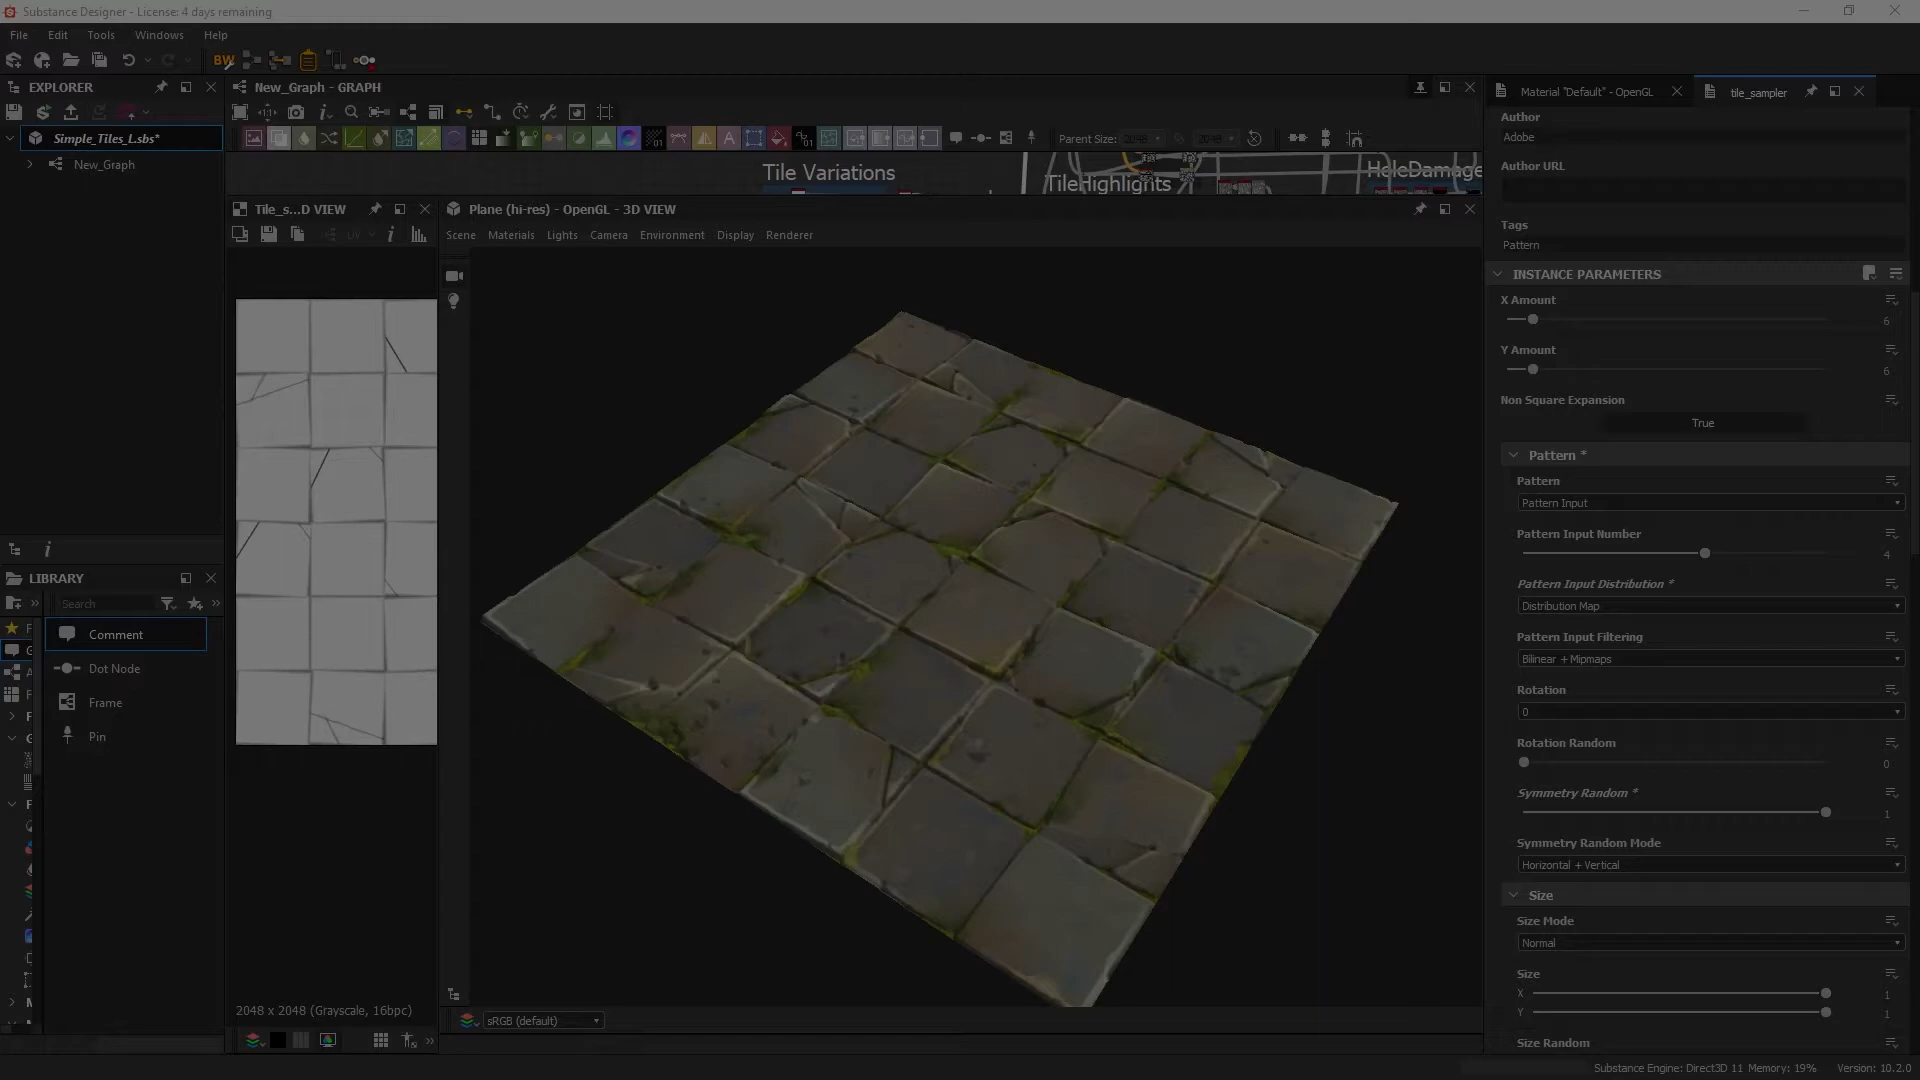 Substance Designer - License: 4 days remaining
File Edit Tools Windows Help
BW
EXPLORER
Simple_Tiles_L.sbs*
New_Graph
New_Graph - GRAPH
Parent Size: 2048 2048
Tile Variations
TileHighlights
HoleDamage
Tile_s...D VIEW
UV
Plane (hi-res) - OpenGL - 3D VIEW
Scene Materials Lights Camera Environment Display Renderer
2048 x 2048 (Grayscale, 16bpc)
sRGB (default)
LIBRARY
Search
Comment
Dot Node
Frame
Pin
Material "Default" - OpenGL
tile_sampler
Author
Adobe
Author URL
Tags
Pattern
INSTANCE PARAMETERS
X Amount
6
Y Amount
6
Non Square Expansion
True
Pattern *
Pattern
Pattern Input
Pattern Input Number
4
Pattern Input Distribution *
Distribution Map
Pattern Input Filtering
Bilinear + Mipmaps
Rotation
0
Rotation Random
0
Symmetry Random *
1
Symmetry Random Mode
Horizontal + Vertical
Size
Size Mode
Normal
Size
X 1
Y 1
Size Random
Substance Engine: Direct3D 11 Memory: 19% Version: 10.2.0